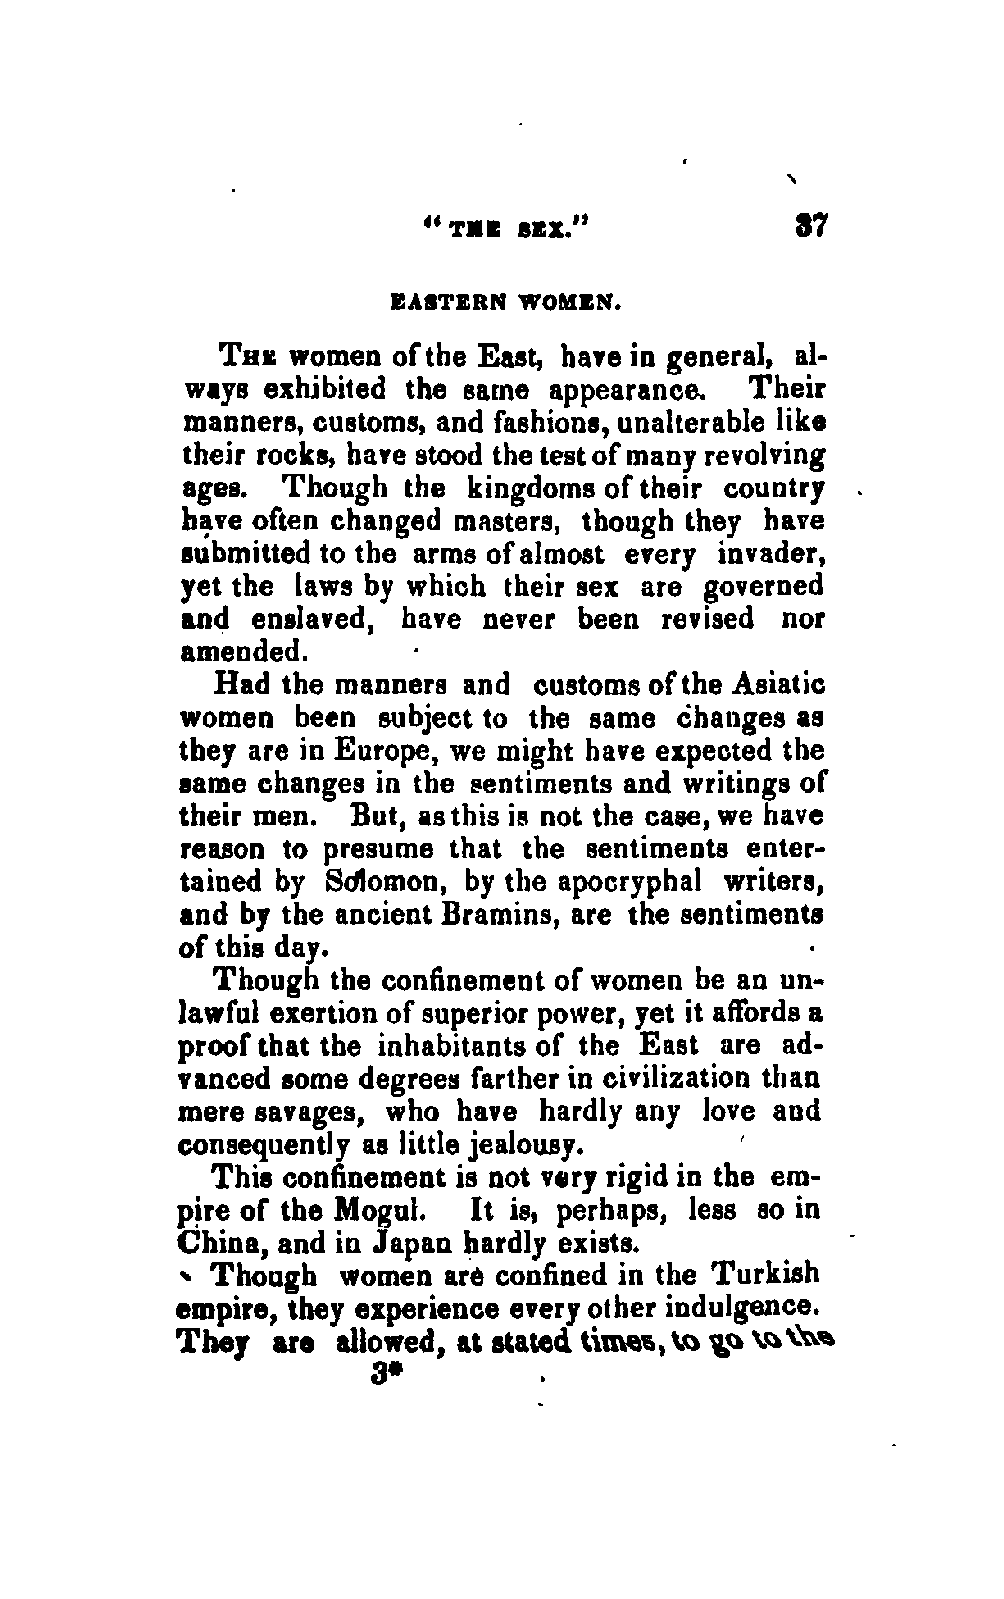 "THE SEX." 37
EASTERN WOMEN.
THE women of the East, have in general, al-
ways exhibited the same appearance. Their
manners, customs, and fashions, unalterable like
their rocks, have stood the test of many revolving
ages. Though the kingdoms of their country
have often changed masters, though they have
submitted to the arms of almost every invader,
yet the laws by which their sex are governed
and enslaved, have never been revised nor
amended.
Had the manners and customs of the Asiatic
women been subject to the same changes as
they are in Europe, we might have expected the
same changes in the sentiments and writings of
their men. But, as this is not the case, we have
reason to presume that the sentiments enter-
tained by Solomon, by the apocryphal writers,
and by the ancient Bramins, are the sentiments
of this day.
Though the confinement of women be an un-
lawful exertion of superior power, yet it affords a
proof that the inhabitants of the East are ad-
vanced some degrees farther in civilization than
mere savages, who have hardly any love and
consequently as little jealousy.
This confinement is not very rigid in the em-
pire of the Mogul. It is, perhaps, less so in
China, and in Japan hardly exists.
Though women are confined in the Turkish
empire, they experience every other indulgence.
They are allowed, at stated times, to go to the
3*